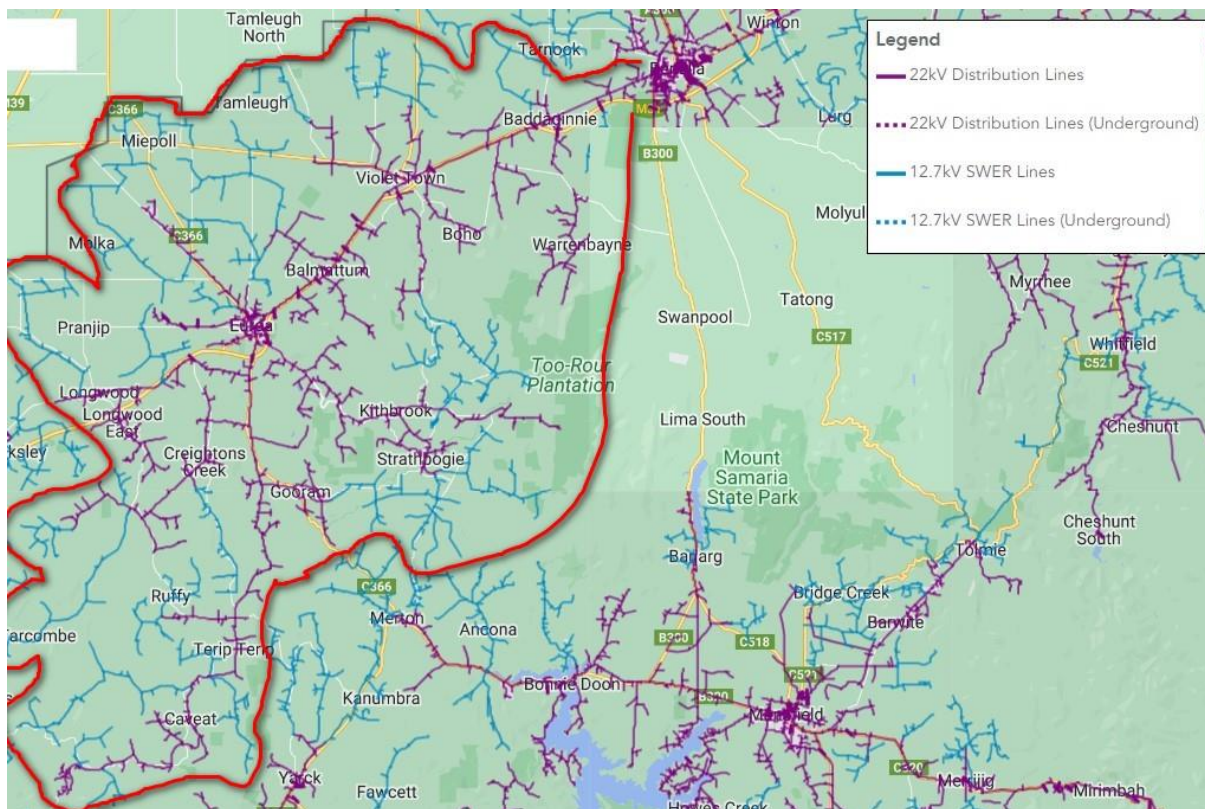 Tamleugh
North
Winton
Tarnook
Legend
22kV Distribution Lines
22kV Distribution Lines (Underground)
12.7kV SWER Lines
12.7kV SWER Lines (Underground)
M39
C366
Tamleugh
Baddaginnie
Lurg
Miepoll
B300
Violet Town
Molka
C366
Boho
Warrenbayne
Balmattum
Myrrhee
Tatong
Swanpool
Pranjip
C517
Whitfield
C521
Too-Rour
Plantation
Longwood
Longwood
East
Kithbrook
Lima South
Cheshunt
Creightons
Creek
Strathbogie
Mount
Samaria
State Park
Gooram
Cheshunt
South
Tolmie
Barjarg
Ruffy
C366
Bridge Creek
Merton
Ancona
Barwite
Terip Terip
B300
C518
Kanumbra
Bonnie Doon
B320
Mansfield
Caveat
Yarck
Fawcett
C320
Merrijig
Mirimbah